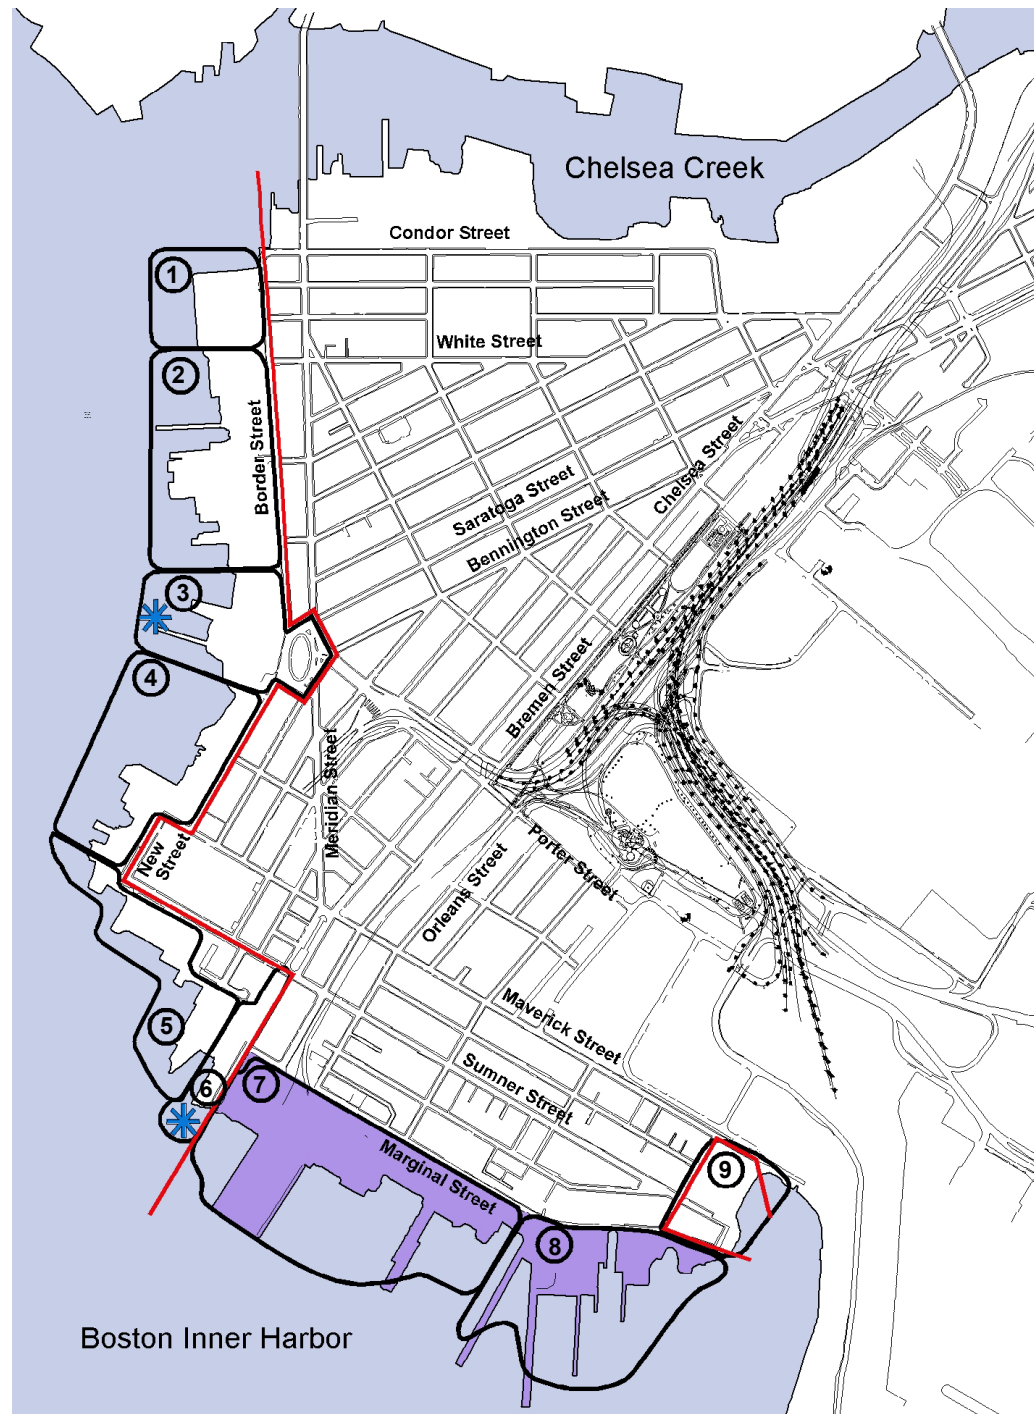 Chelsea Creek
Condor Street
1
White Street
2
Border Street
Chelsea Street
Saratoga Street
Bennington Street
3
4
Bremen Street
Meridian Street
New
Street
Porter Street
Orleans Street
5
Maverick Street
6
7
Sumner Street
Marginal Street
9
8
Boston Inner Harbor